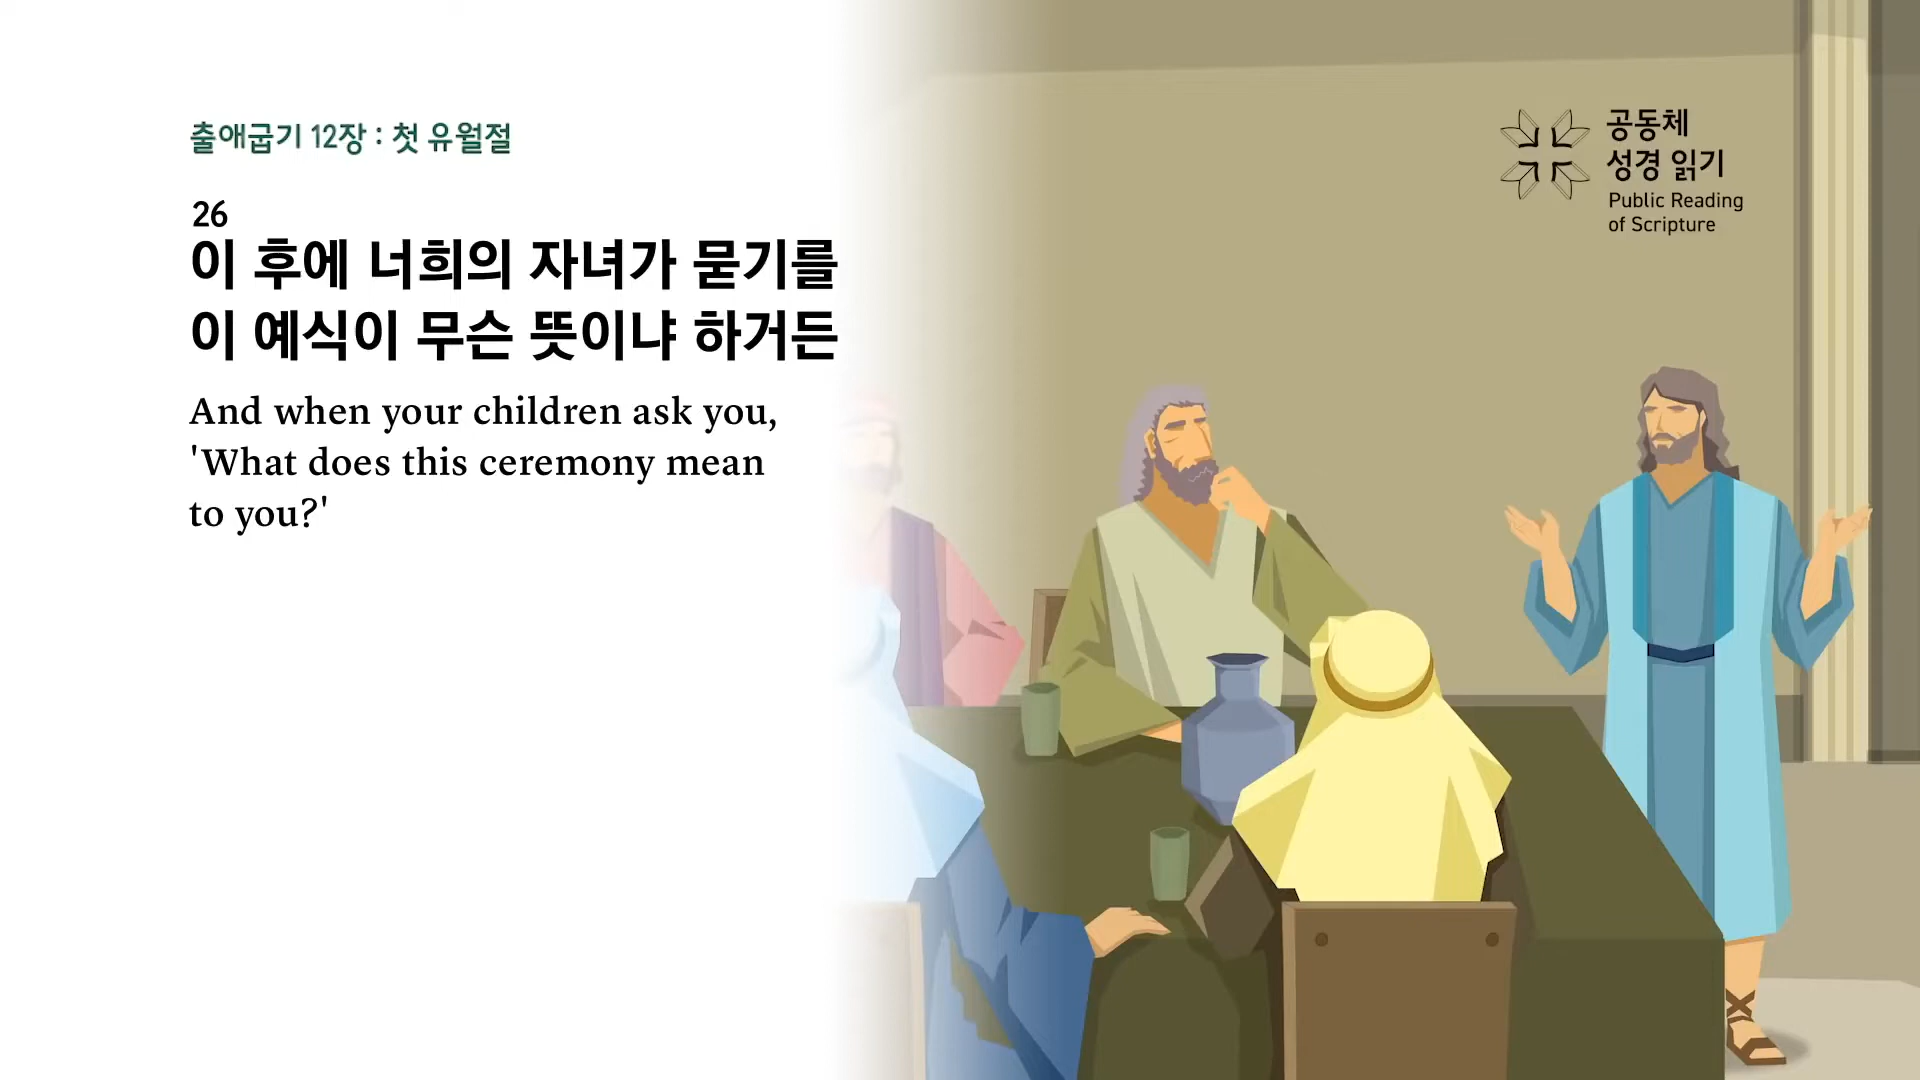 출애굽기 12장 : 첫 유월절
26
이 후에 너희의 자녀가 묻기를
이 예식이 무슨 뜻이냐 하거든
And when your children ask you,
'What does this ceremony mean
to you?'
공동체
성경 읽기
Public Reading
of Scripture